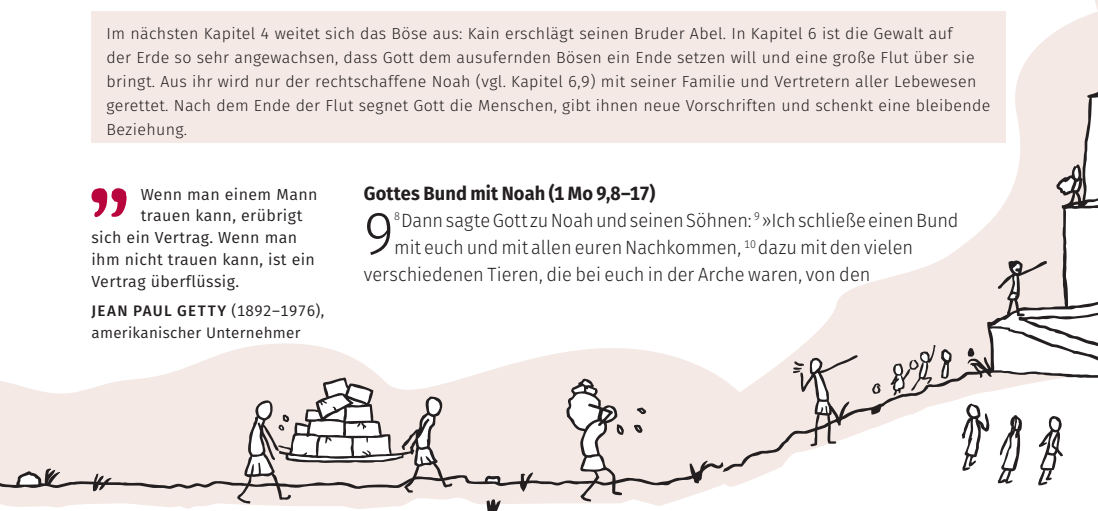 Im nächsten Kapitel 4 weitet sich das Böse aus: Kain erschlägt seinen Bruder Abel. In Kapitel 6 ist die Gewalt auf
der Erde so sehr angewachsen, dass Gott dem ausufernden Bösen ein Ende setzen will und eine große Flut über sie
bringt. Aus ihr wird nur der rechtschaffene Noah (vgl. Kapitel 6,9) mit seiner Familie und Vertretern aller Lebewesen
gerettet. Nach dem Ende der Flut segnet Gott die Menschen, gibt ihnen neue Vorschriften und schenkt eine bleibende
Beziehung.
” Wenn man einem Mann
trauen kann, erübrigt
sich ein Vertrag. Wenn man
ihm nicht trauen kann, ist ein
Vertrag überflüssig.
JEAN PAUL GETTY (1892–1976),
amerikanischer Unternehmer
Gottes Bund mit Noah (1 Mo 9,8–17)
9 ⁸Dann sagte Gott zu Noah und seinen Söhnen: ⁹»Ich schließe einen Bund
mit euch und mit allen euren Nachkommen, ¹⁰dazu mit den vielen
verschiedenen Tieren, die bei euch in der Arche waren, von den